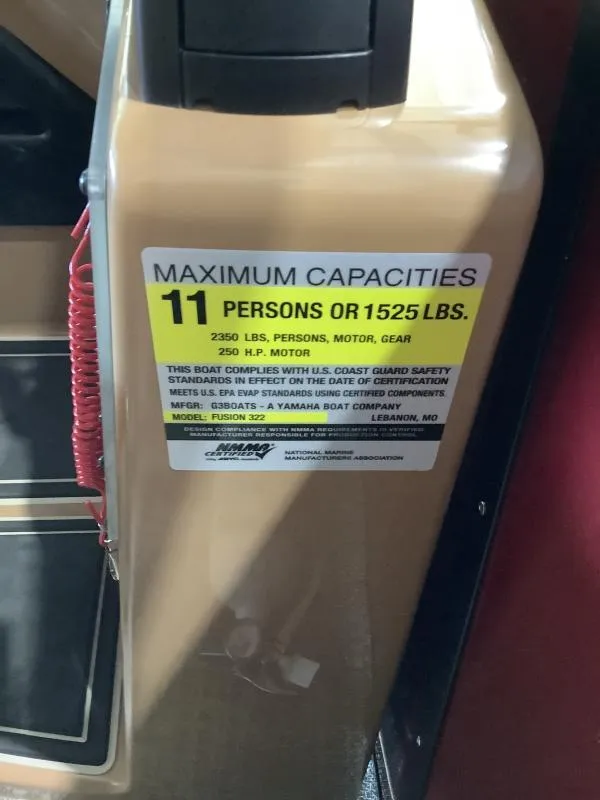 MAXIMUM CAPACITIES
11 PERSONS OR 1525 LBS.
2350 LBS, PERSONS, MOTOR, GEAR
250 H.P. MOTOR
THIS BOAT COMPLIES WITH U.S. COAST GUARD SAFETY
STANDARDS IN EFFECT ON THE DATE OF CERTIFICATION
MEETS U.S. EPA EVAP STANDARDS USING CERTIFIED COMPONENTS
MFGR: G3BOATS - A YAMAHA BOAT COMPANY
MODEL: FUSION 322 LEBANON, MO
DESIGN COMPLIANCE WITH NMMA REQUIREMENTS IS VERIFIED.
MANUFACTURER RESPONSIBLE FOR PRODUCTION CONTROL.
NMMA
CERTIFIED
NATIONAL MARINE
MANUFACTURERS ASSOCIATION